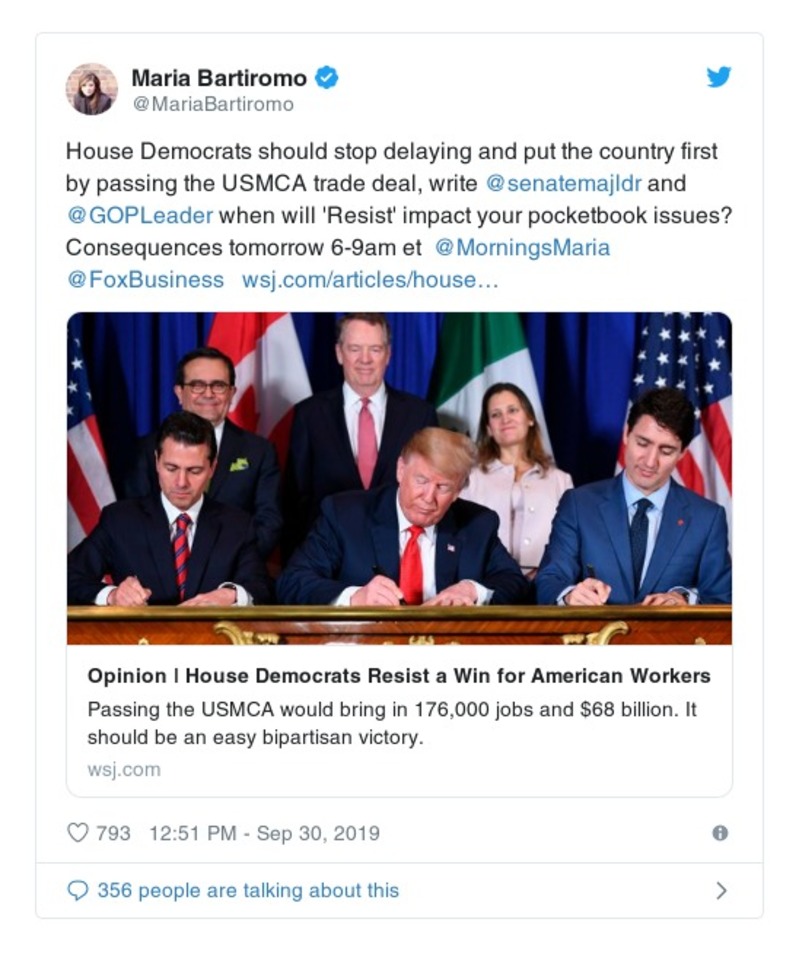 Maria Bartiromo
@MariaBartiromo
House Democrats should stop delaying and put the country first
by passing the USMCA trade deal, write @senatemajldr and
@GOPLeader when will 'Resist' impact your pocketbook issues?
Consequences tomorrow 6-9am et @MorningsMaria
@FoxBusiness wsj.com/articles/house…
Opinion | House Democrats Resist a Win for American Workers
Passing the USMCA would bring in 176,000 jobs and $68 billion. It
should be an easy bipartisan victory.
wsj.com
793 12:51 PM - Sep 30, 2019
356 people are talking about this